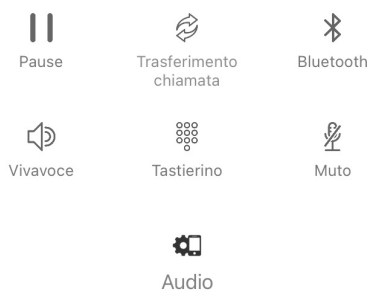 Pause
Trasferimento
chiamata
Bluetooth
Vivavoce
Tastierino
Muto
Audio